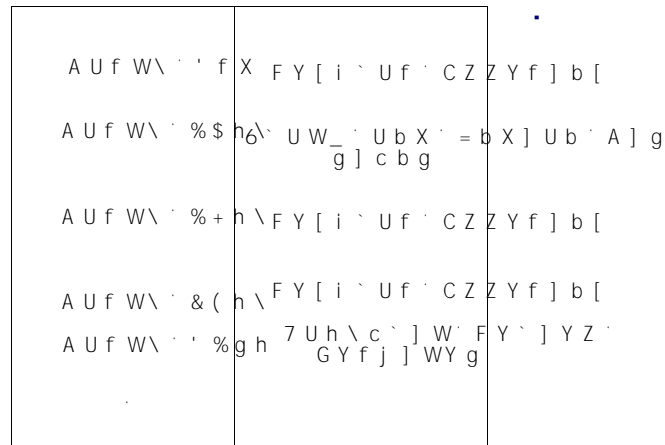 AUfW\˙'fX FY[i`Uf˙CZZYf]b[
AUfW\˙%$h\ 6`UW_˙UbX˙=bX]Ub˙A]g
g]cbg
AUfW\˙%+h\ FY[i`Uf˙CZZYf]b[
AUfW\˙&(h\ FY[i`Uf˙CZZYf]b[
AUfW\˙'%gh 7Uh\c`]W˙FY`]YZ˙
GYfj]WYg